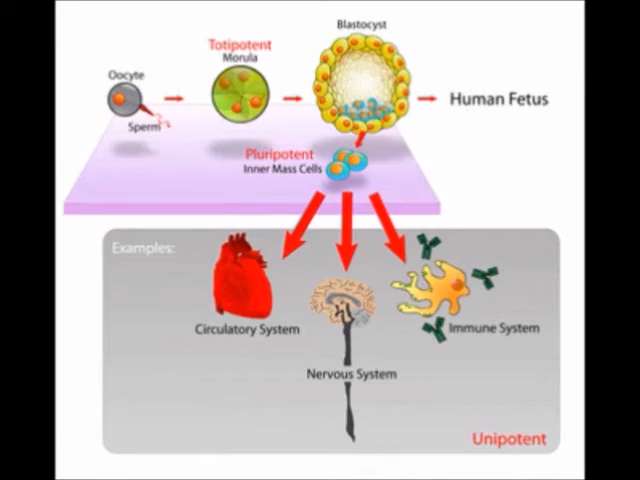 Blastocyst
Totipotent
Morula
Oocyte
Sperm
Human Fetus
Pluripotent
Inner Mass Cells
Examples:
Circulatory System
Immune System
Nervous System
Unipotent